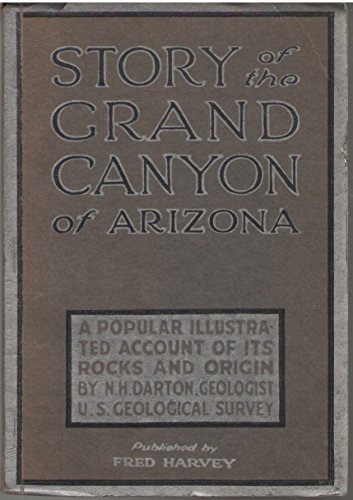 STORY of the
GRAND
CANYON
of ARIZONA
A POPULAR ILLUSTRA-
TED ACCOUNT OF ITS
ROCKS AND ORIGIN
BY N.H. DARTON, GEOLOGIST
U.S. GEOLOGICAL SURVEY
Published by
FRED HARVEY